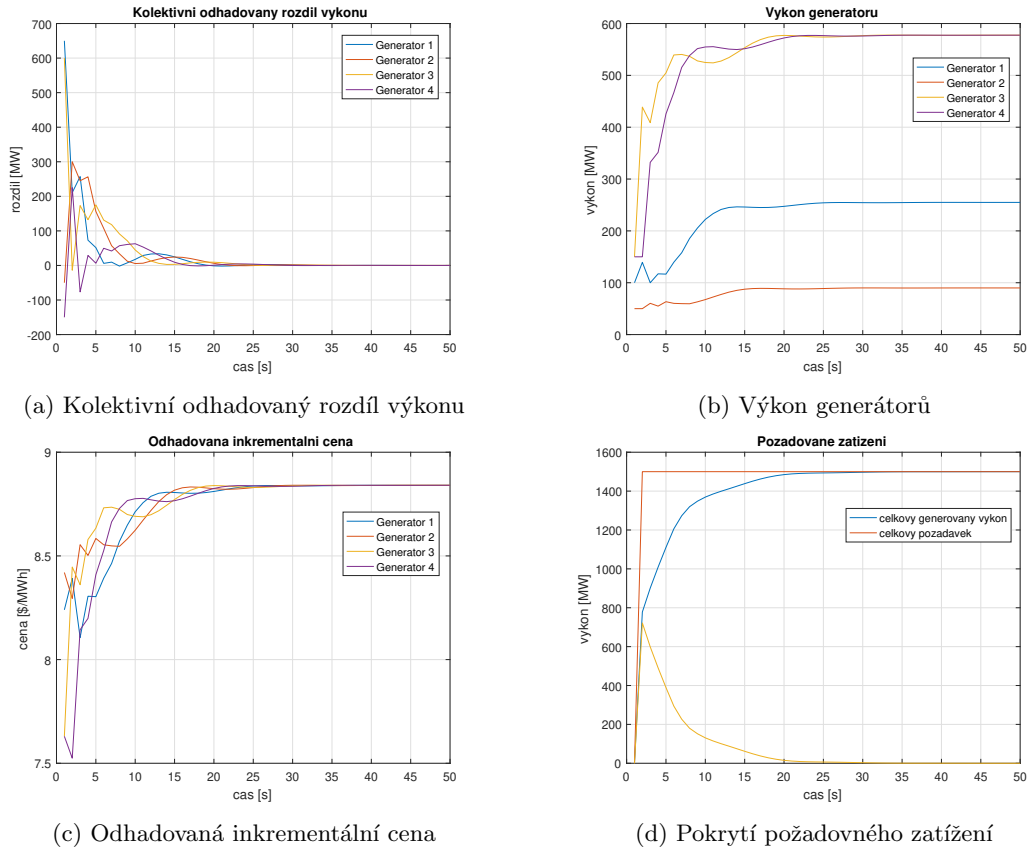 Kolektivni odhadovany rozdil vykonu
700
600
500
400
300
200
100
0
-100
-200
rozdil [MW]
0 5 10 15 20 25 30 35 40 45 50
cas [s]
Generator 1
Generator 2
Generator 3
Generator 4
(a) Kolektivní odhadovaný rozdíl výkonu
Vykon generatoru
600
500
400
300
200
100
0
vykon [MW]
0 5 10 15 20 25 30 35 40 45 50
cas [s]
Generator 1
Generator 2
Generator 3
Generator 4
(b) Výkon generátorů
Odhadovana inkrementalni cena
9
8.5
8
7.5
cena [$/MWh]
0 5 10 15 20 25 30 35 40 45 50
cas [s]
Generator 1
Generator 2
Generator 3
Generator 4
(c) Odhadovaná inkrementální cena
Pozadovane zatizeni
1600
1400
1200
1000
800
600
400
200
0
vykon [MW]
0 5 10 15 20 25 30 35 40 45 50
cas [s]
celkovy generovany vykon
celkovy pozadavek
(d) Pokrytí požadovného zatížení